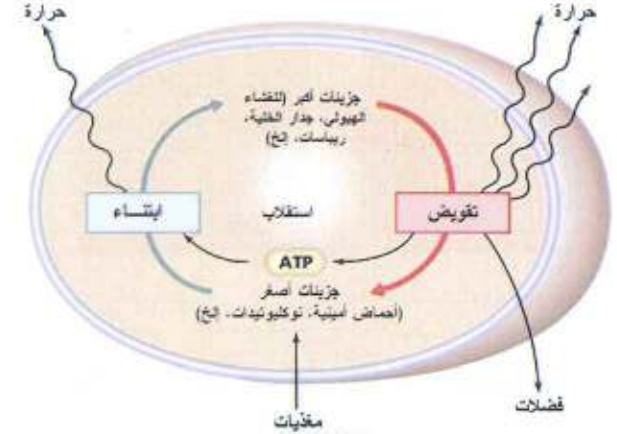 حرارة
حرارة
جزيئات أكبر (للغشاء
الهيولي، جدار الخلية،
ريباسات، إلخ)
تقويض
استقلاب
ابتناء
ATP
جزيئات أصغر
(أحماض أمينية، نوكليوتيدات، إلخ)
فضلات
مغذيات